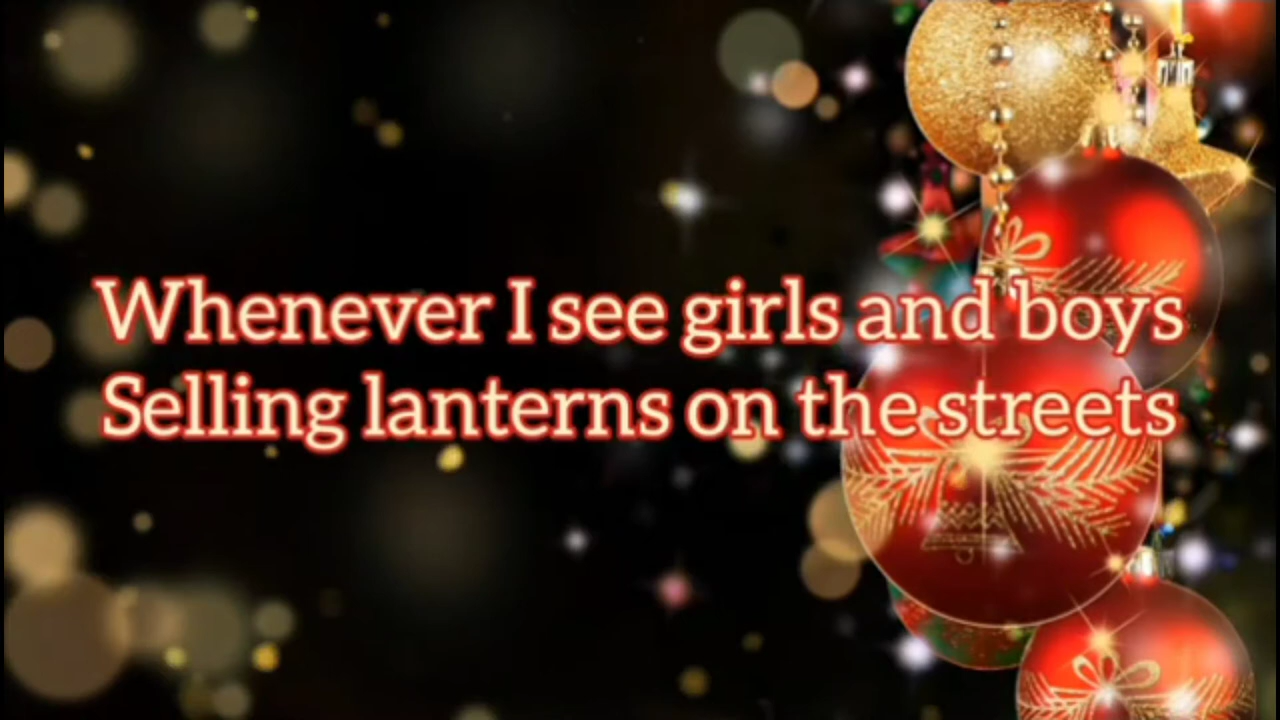 Whenever I see girls and boys
Selling lanterns on the streets